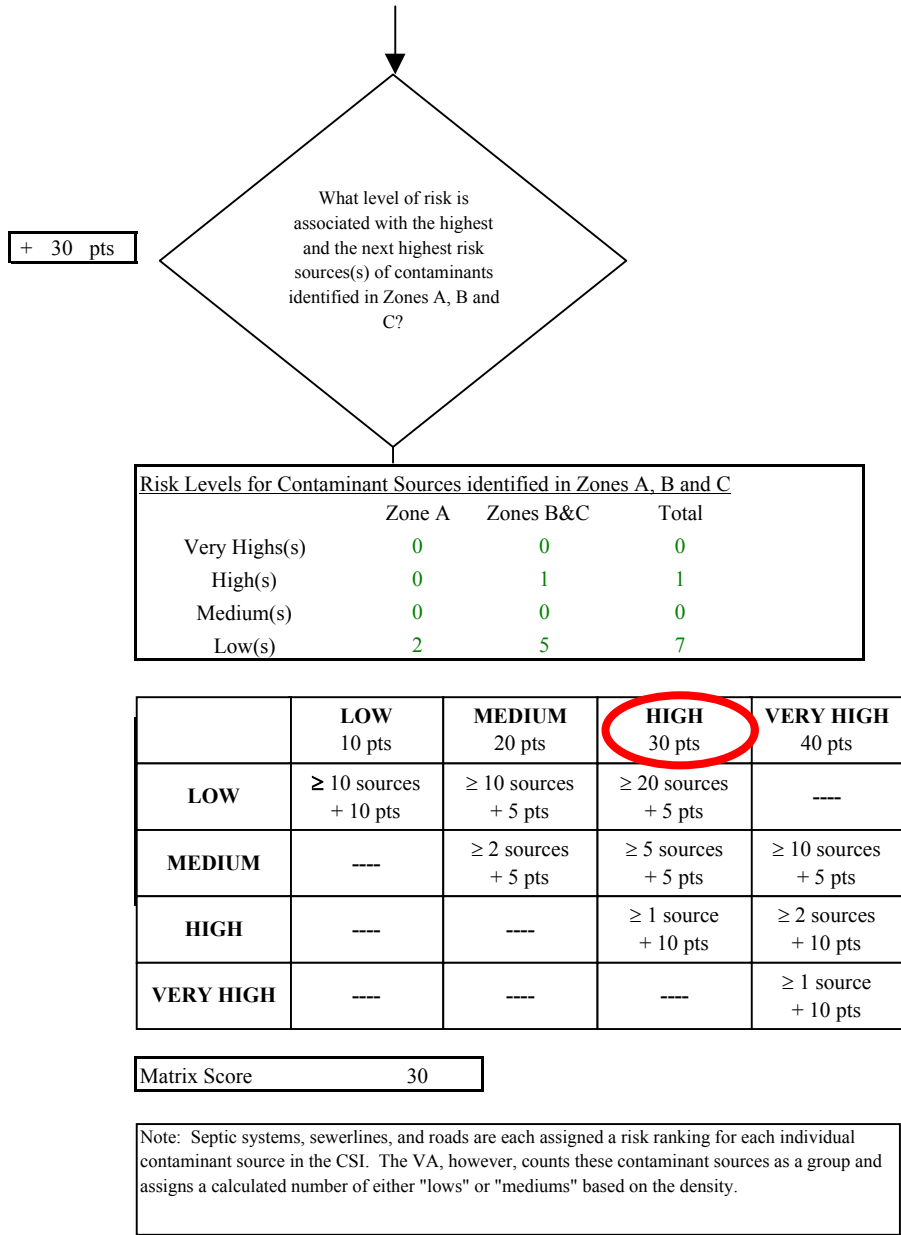 What level of risk is
associated with the highest
and the next highest risk
sources(s) of contaminants
identified in Zones A, B and
C?
+ 30 pts
Risk Levels for Contaminant Sources identified in Zones A, B and C
Zone A Zones B&C Total
Very Highs(s) 0 0 0
High(s) 0 1 1
Medium(s) 0 0 0
Low(s) 2 5 7
LOW MEDIUM HIGH VERY HIGH
10 pts 20 pts 30 pts 40 pts
LOW ≥ 10 sources ≥ 10 sources ≥ 20 sources ----
+ 10 pts + 5 pts + 5 pts
MEDIUM ---- ≥ 2 sources ≥ 5 sources ≥ 10 sources
+ 5 pts + 5 pts + 5 pts
HIGH ---- ---- ≥ 1 source ≥ 2 sources
+ 10 pts + 10 pts
VERY HIGH ---- ---- ---- ≥ 1 source
+ 10 pts
Matrix Score 30
Note: Septic systems, sewerlines, and roads are each assigned a risk ranking for each individual
contaminant source in the CSI. The VA, however, counts these contaminant sources as a group and
assigns a calculated number of either "lows" or "mediums" based on the density.